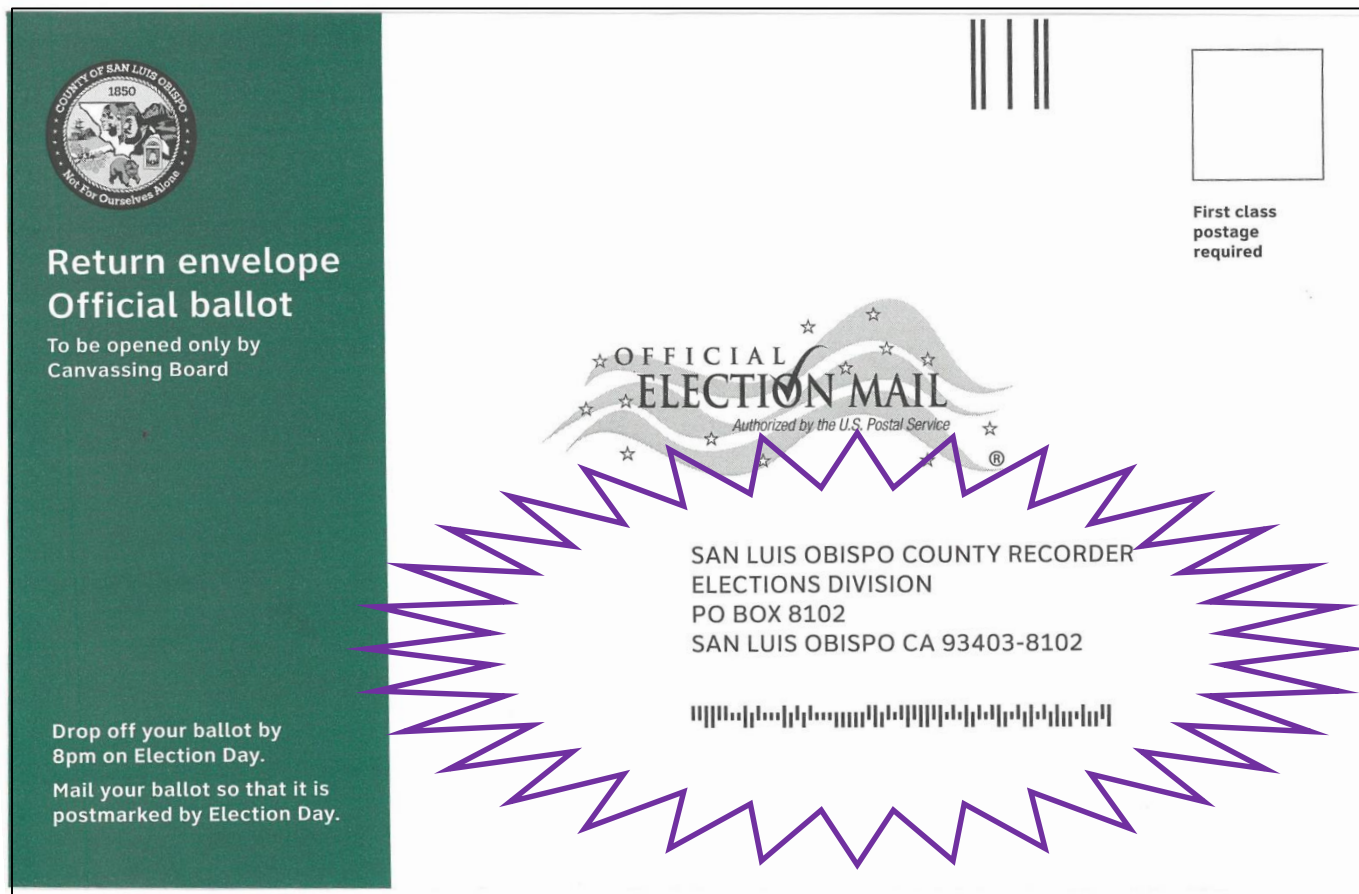 COUNTY OF SAN LUIS OBISPO
1850
Not For Ourselves Alone
Return envelope
Official ballot
To be opened only by
Canvassing Board
Drop off your ballot by
8pm on Election Day.
Mail your ballot so that it is
postmarked by Election Day.
First class
postage
required
OFFICIAL
ELECTION MAIL
Authorized by the U.S. Postal Service
®
SAN LUIS OBISPO COUNTY RECORDER
ELECTIONS DIVISION
PO BOX 8102
SAN LUIS OBISPO CA 93403-8102